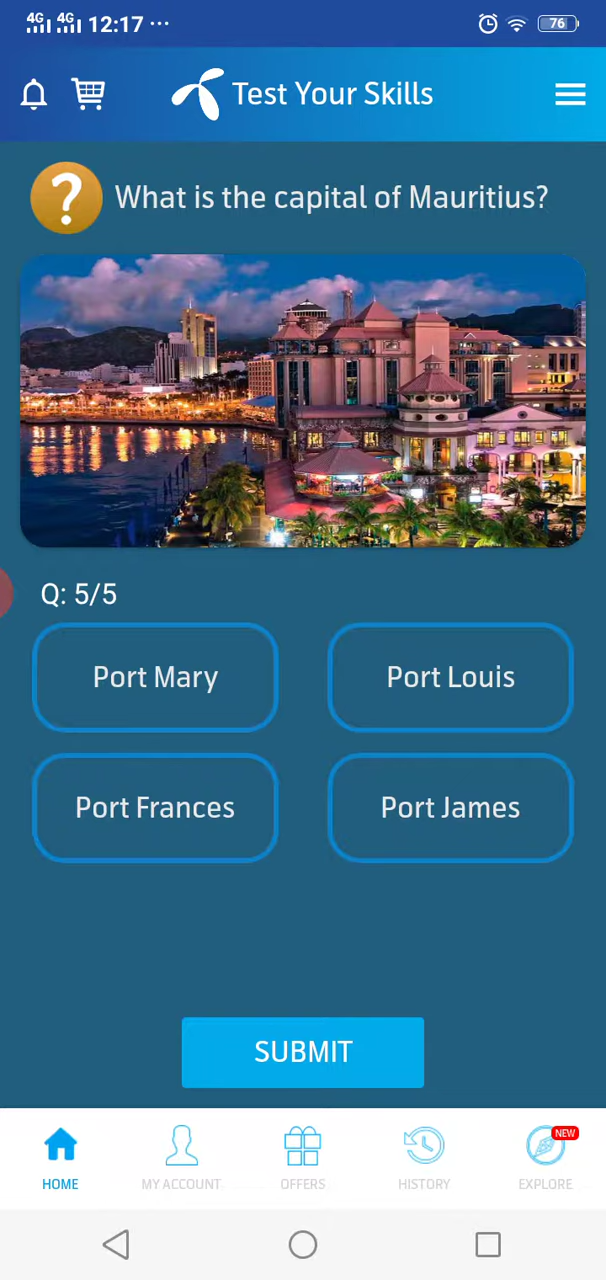 4G 4G 12:17 ... 76
Test Your Skills
? What is the capital of Mauritius?
Q: 5/5
Port Mary Port Louis
Port Frances Port James
SUBMIT
NEW
HOME MY ACCOUNT OFFERS HISTORY EXPLORE